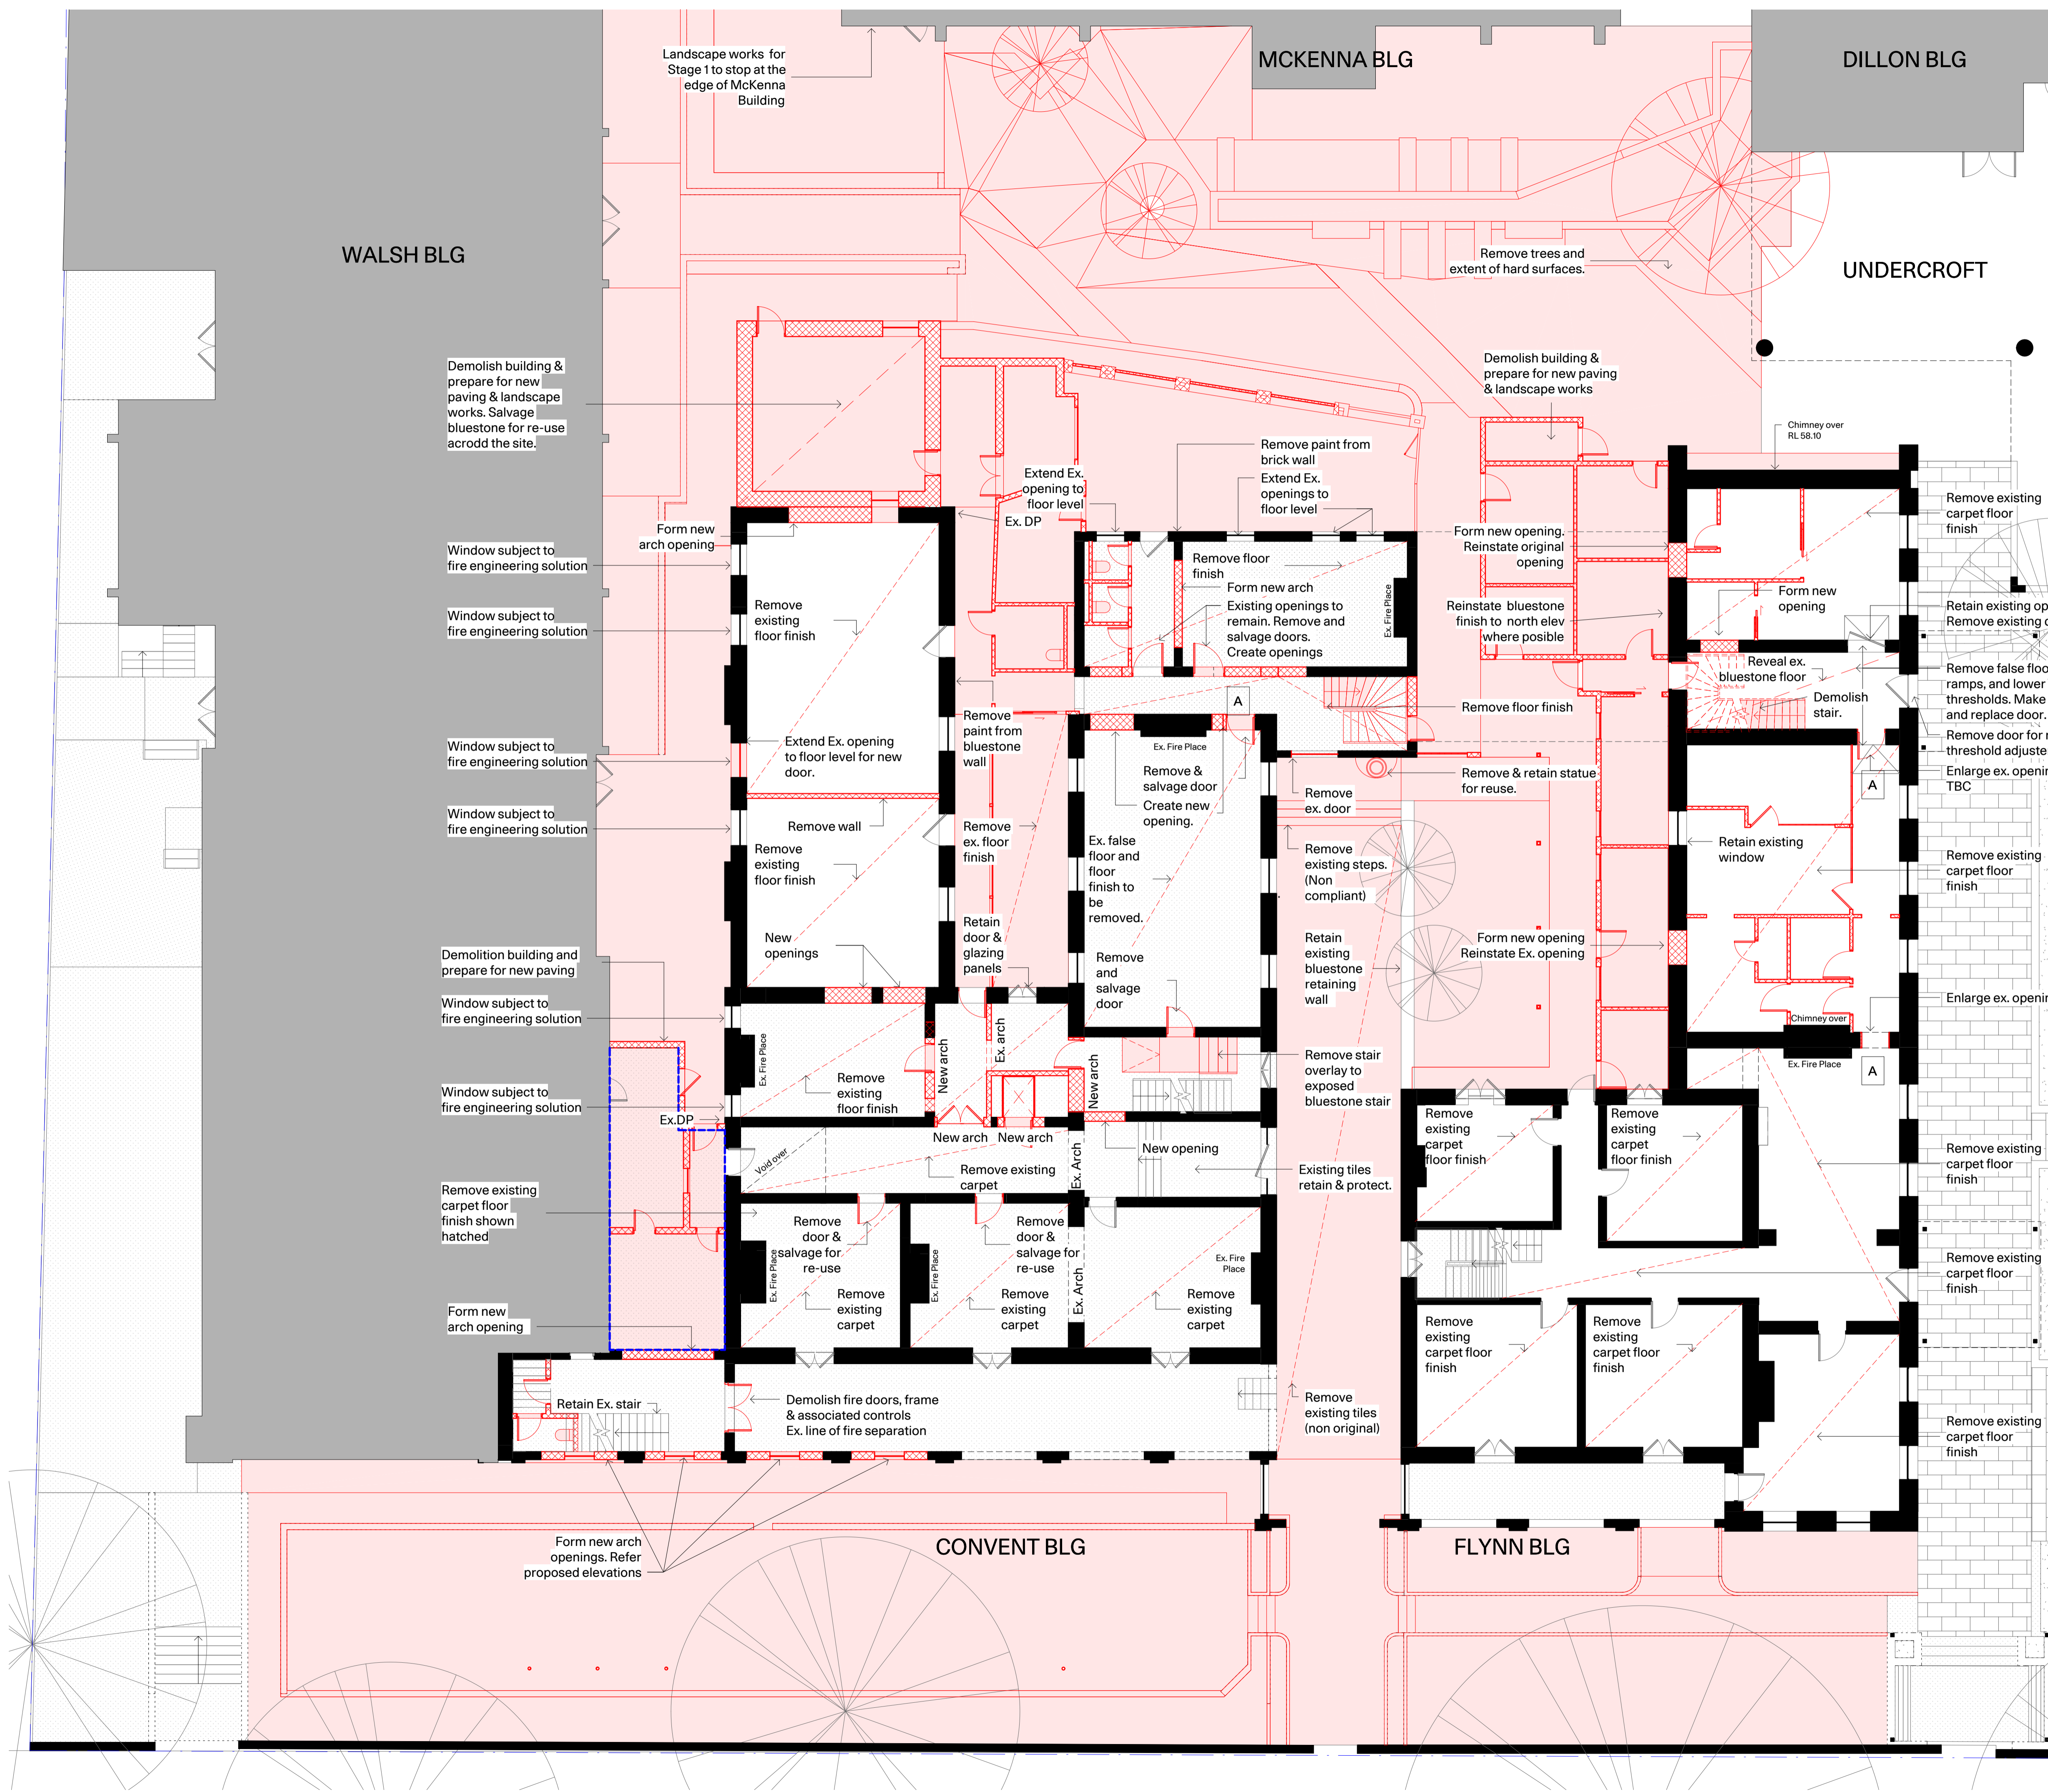 Landscape works for
Stage 1 to stop at the
edge of McKenna
Building
MCKENNA BLG
DILLON BLG
WALSH BLG
Remove trees and
extent of hard surfaces.
UNDERCROFT
Demolish building &
prepare for new
paving & landscape
works. Salvage
bluestone for re-use
acrodd the site.
Demolish building &
prepare for new paving
& landscape works
Chimney over
RL 58.10
Remove paint from
brick wall
Extend Ex.
opening to
floor level
Extend Ex.
openings to
floor level
Ex. DP
Form new
arch opening
Window subject to
fire engineering solution
Window subject to
fire engineering solution
Window subject to
fire engineering solution
Window subject to
fire engineering solution
Remove
existing
floor finish
Remove floor
finish
Form new arch
Existing openings to
remain. Remove and
salvage doors.
Create openings
Ex. Fire Place
Form new opening.
Reinstate original
opening
Reinstate bluestone
finish to north elev
where posible
Remove existing
carpet floor
finish
Form new
opening
Retain existing op
Remove existing
Reveal ex.
bluestone floor
Demolish
stair.
Remove false floo
ramps, and lower
thresholds. Make
and replace door.
Remove door for
threshold adjuste
Enlarge ex. openi
TBC
A
Remove floor finish
A
Remove
paint from
bluestone
wall
Extend Ex. opening
to floor level for new
door.
Ex. Fire Place
Remove &
salvage door
Create new
opening.
Remove
ex. door
Remove & retain statue
for reuse.
Remove wall
Remove
existing
floor finish
Remove
ex. floor
finish
Ex. false
floor and
floor
finish to
be
removed.
Remove
existing steps.
(Non
compliant)
Retain existing
window
Remove existing
carpet floor
finish
New
openings
Retain
door &
glazing
panels
Remove
and
salvage
door
Retain
existing
bluestone
retaining
wall
Form new opening
Reinstate Ex. opening
Demolition building and
prepare for new paving
Window subject to
fire engineering solution
Enlarge ex. openi
Chimney over
Ex. Fire Place
A
Ex. Fire Place
New arch
Ex. arch
New arch
Remove stair
overlay to
exposed
bluestone stair
Remove
existing
floor finish
Window subject to
fire engineering solution
Ex.DP
Remove
existing
carpet
floor finish
Remove
existing
carpet
floor finish
New arch
New arch
Void over
Remove existing
carpet
Ex. Arch
New opening
Existing tiles
retain & protect.
Remove existing
carpet floor
finish
Remove existing
carpet floor
finish shown
hatched
Remove
door &
salvage for
re-use
Remove
door &
salvage for
re-use
Ex. Fire Place
Ex. Fire Place
Ex. Fire
Place
Ex. Arch
Remove
existing
carpet
Remove
existing
carpet
Remove
existing
carpet
Remove existing
carpet floor
finish
Form new
arch opening
Remove
existing
carpet floor
finish
Remove
existing
carpet floor
finish
Retain Ex. stair
Demolish fire doors, frame
& associated controls
Ex. line of fire separation
Remove
existing tiles
(non original)
Remove existing
carpet floor
finish
Form new arch
openings. Refer
proposed elevations
CONVENT BLG
FLYNN BLG